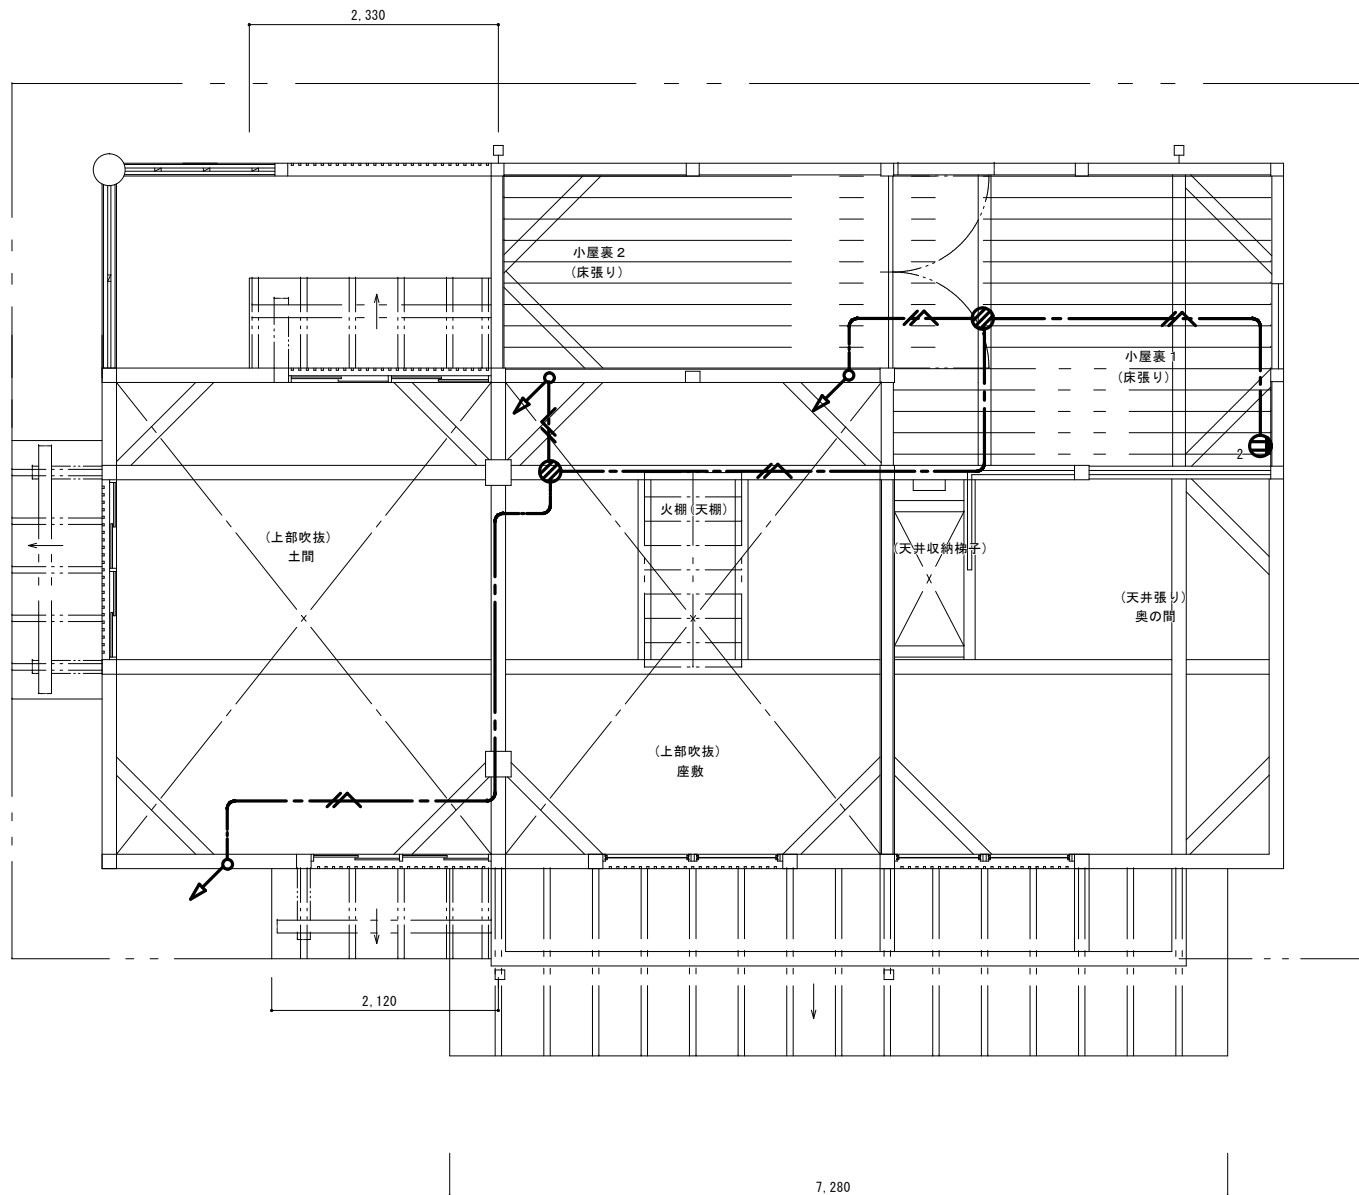 2,330
小屋裏２
(床張り)
小屋裏１
(床張り)
2
火棚(天棚)
(上部吹抜)
土間
(天井収納梯子)
(天井張り)
奥の間
(上部吹抜)
座敷
2,120
7,280